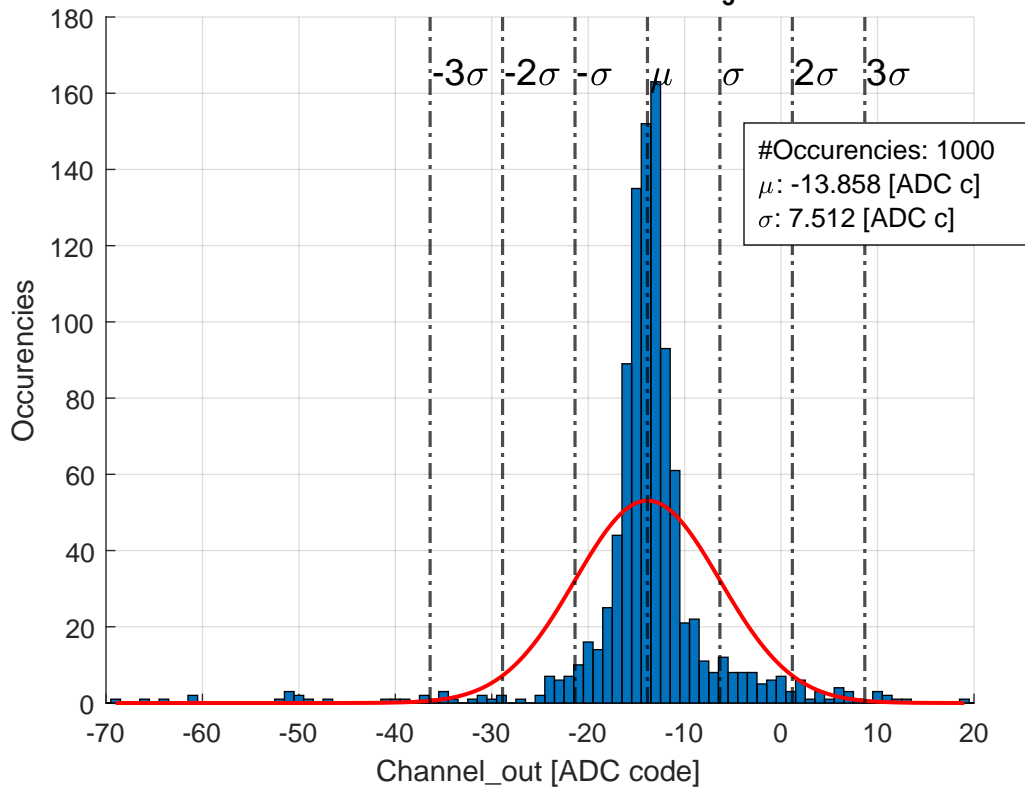 180
160
140
120
100
80
60
40
20
0
-3σ -2σ -σ μ σ 2σ 3σ
#Occurencies: 1000
μ: -13.858 [ADC c]
σ: 7.512 [ADC c]
Occurencies
-70 -60 -50 -40 -30 -20 -10 0 10 20
Channel_out [ADC code]